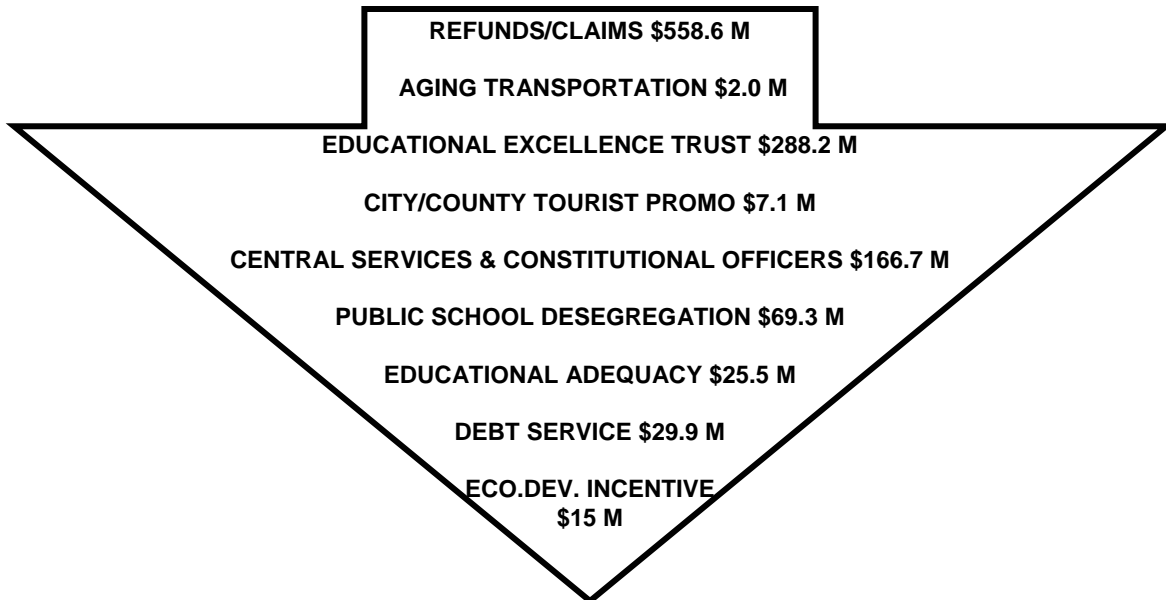 REFUNDS/CLAIMS $558.6 M
AGING TRANSPORTATION $2.0 M
EDUCATIONAL EXCELLENCE TRUST $288.2 M
CITY/COUNTY TOURIST PROMO $7.1 M
CENTRAL SERVICES & CONSTITUTIONAL OFFICERS $166.7 M
PUBLIC SCHOOL DESEGREGATION $69.3 M
EDUCATIONAL ADEQUACY $25.5 M
DEBT SERVICE $29.9 M
ECO.DEV. INCENTIVE
$15 M